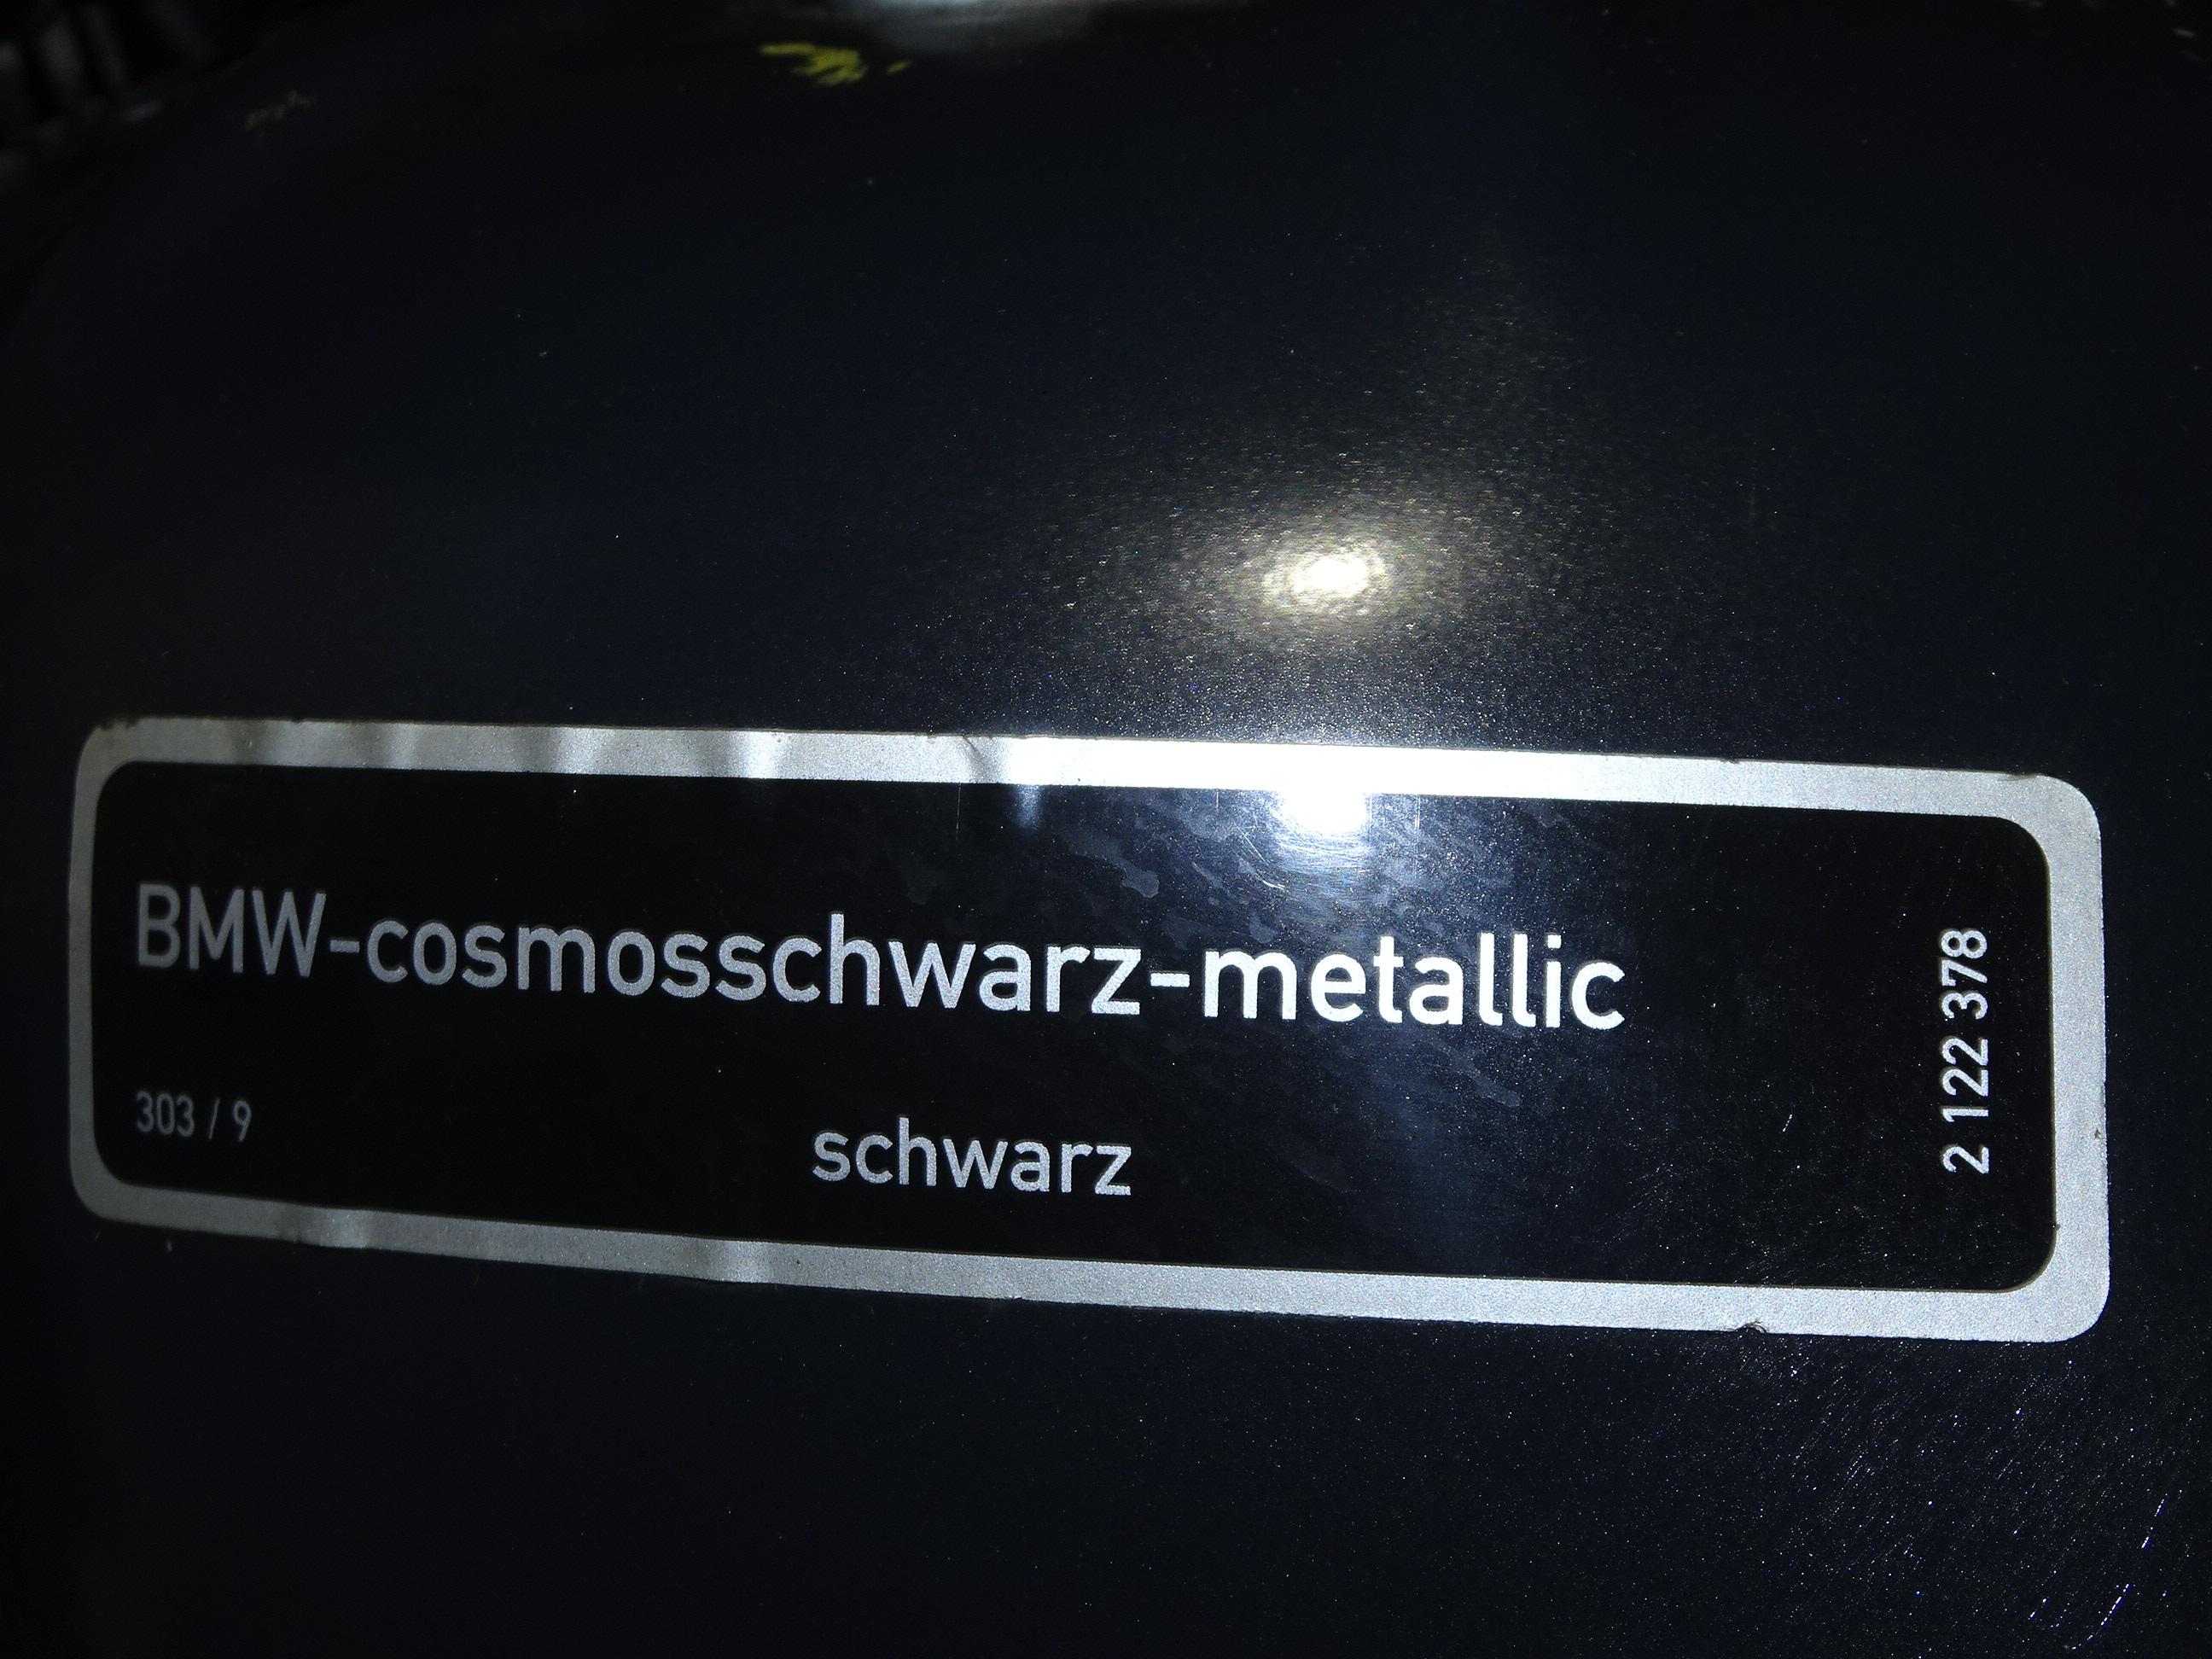 BMW-cosmosschwarz-metallic
303 / 9
schwarz
2 122 378